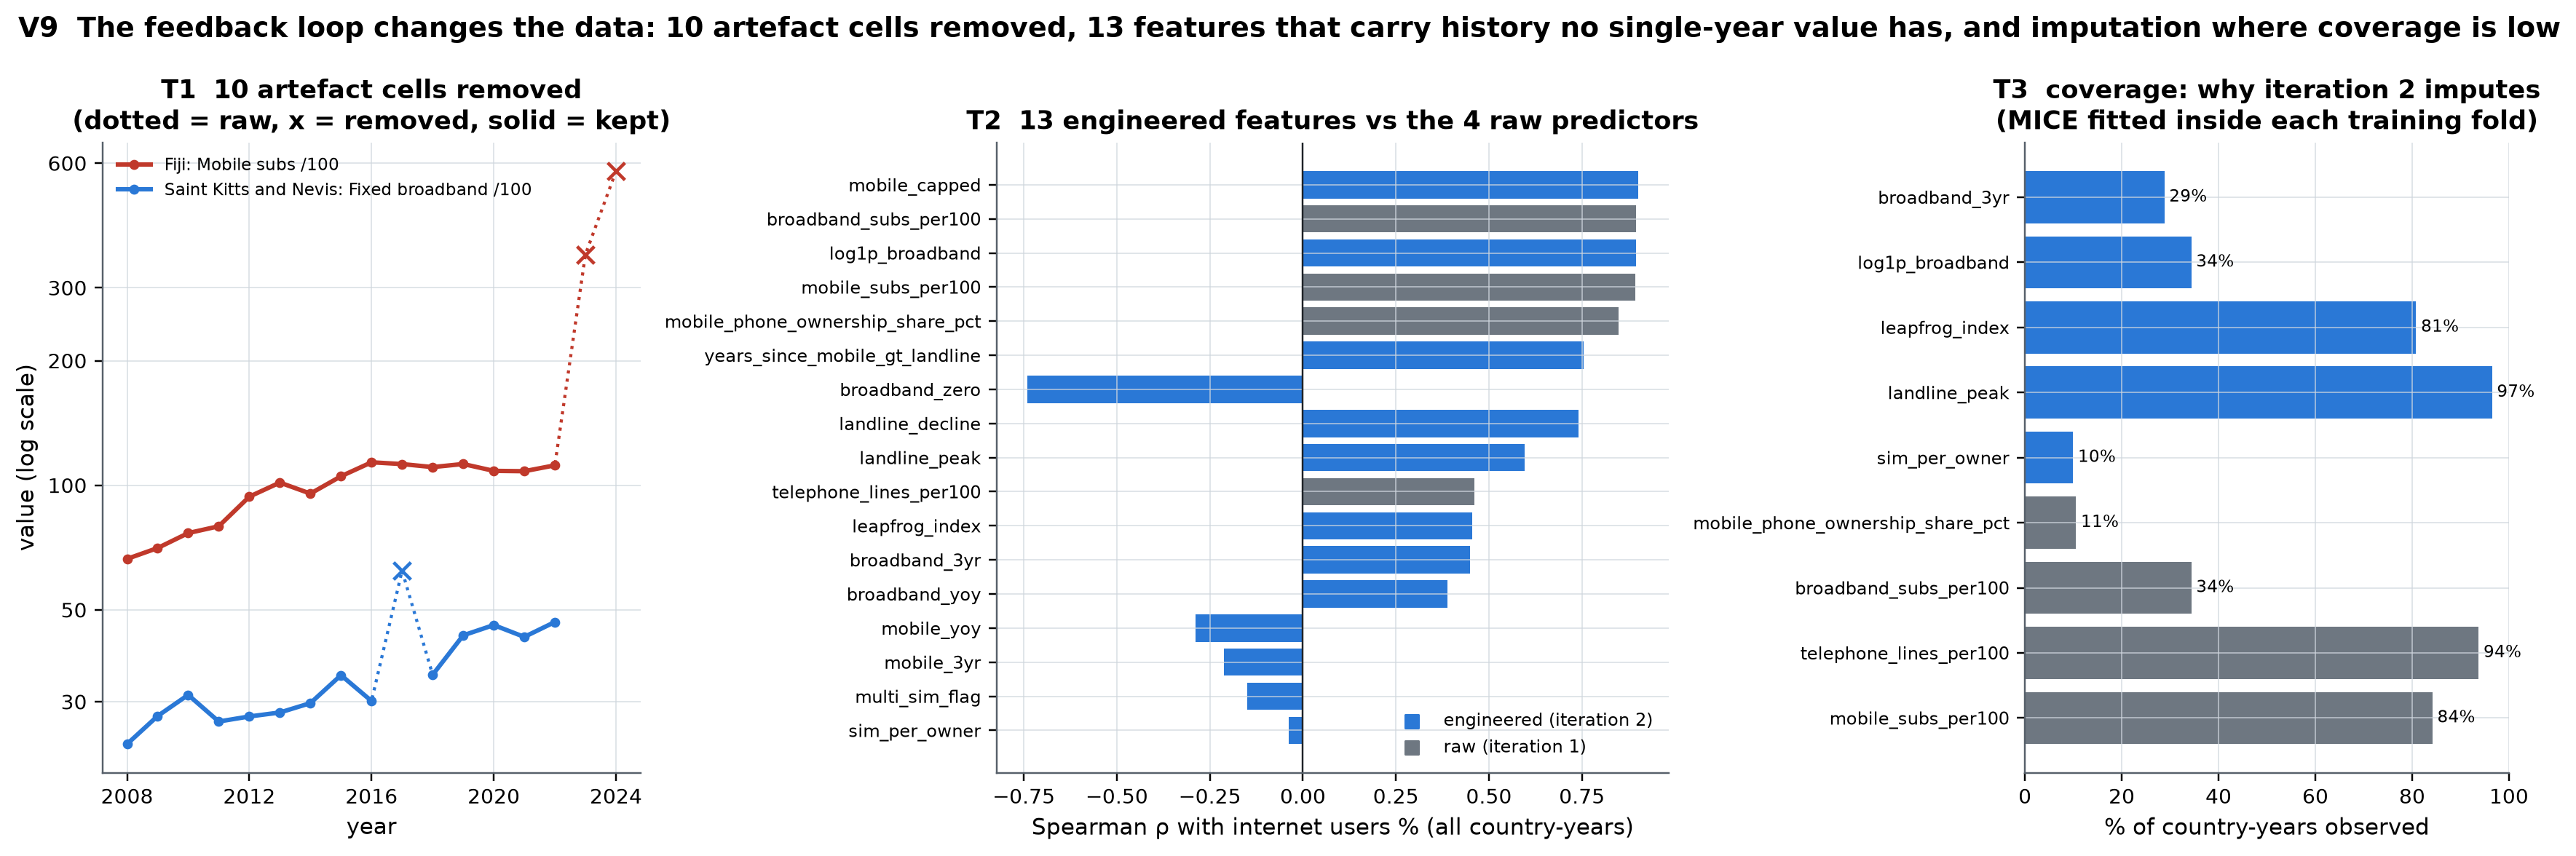 V9  The feedback loop changes the data: 10 artefact cells removed, 13 features that carry history no single-year value has, and imputation where coverage is low
T1  10 artefact cells removed
(dotted = raw, x = removed, solid = kept)
Fiji: Mobile subs /100
Saint Kitts and Nevis: Fixed broadband /100
600
300
200
100
50
30
value (log scale)
2008
2012
2016
2020
2024
year
T2  13 engineered features vs the 4 raw predictors
mobile_capped
broadband_subs_per100
log1p_broadband
mobile_subs_per100
mobile_phone_ownership_share_pct
years_since_mobile_gt_landline
broadband_zero
landline_decline
landline_peak
telephone_lines_per100
leapfrog_index
broadband_3yr
broadband_yoy
mobile_yoy
mobile_3yr
multi_sim_flag
sim_per_owner
engineered (iteration 2)
raw (iteration 1)
−0.75
−0.50
−0.25
0.00
0.25
0.50
0.75
Spearman ρ with internet users % (all country-years)
T3  coverage: why iteration 2 imputes
(MICE fitted inside each training fold)
broadband_3yr
29%
log1p_broadband
34%
leapfrog_index
81%
landline_peak
97%
sim_per_owner
10%
mobile_phone_ownership_share_pct
11%
broadband_subs_per100
34%
telephone_lines_per100
94%
mobile_subs_per100
84%
0
20
40
60
80
100
% of country-years observed